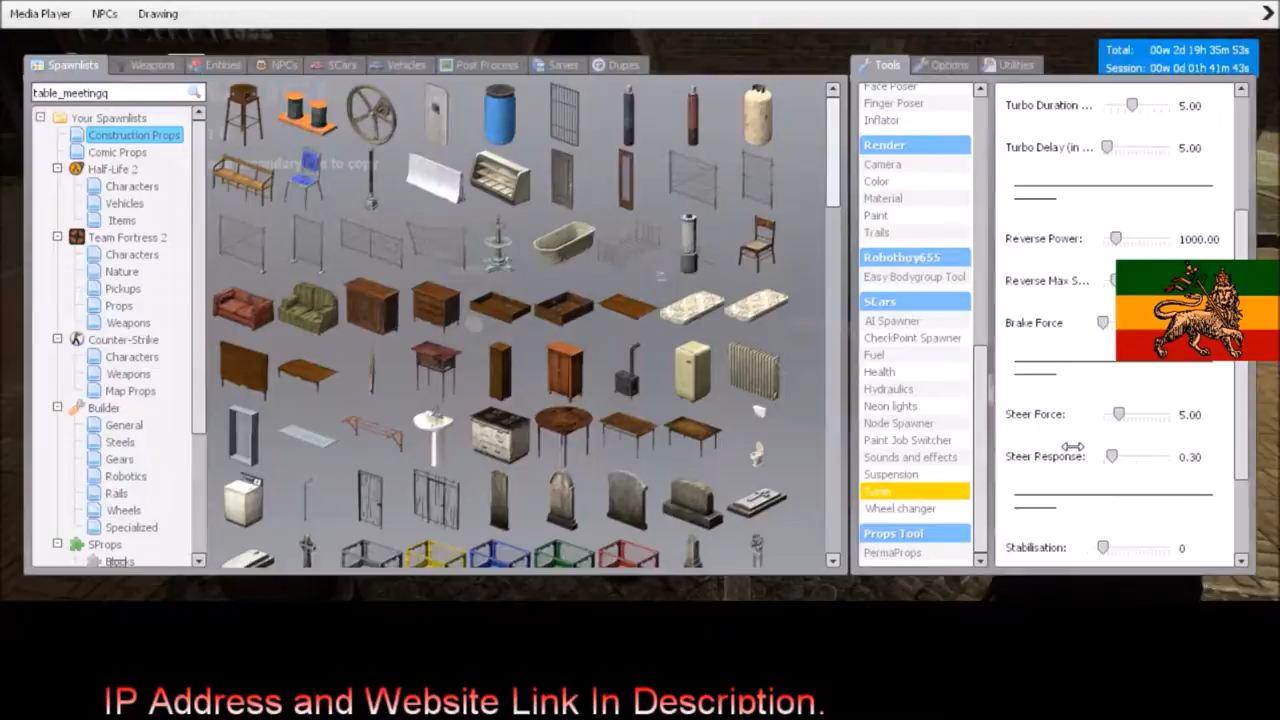 Media Player NPCs Drawing
Total: 00w 2d 19h 35m 53s
Session: 00w 0d 01h 41m 43s
Spawnlists Weapons Entities NPCs SCars Vehicles Post Process Saves Dupes
Tools Options Utilities
table_meetingq
Your Spawnlists
Construction Props
Comic Props
Half-Life 2
Characters
Vehicles
Items
Team Fortress 2
Characters
Nature
Pickups
Props
Weapons
Counter-Strike
Characters
Weapons
Map Props
Builder
General
Steels
Gears
Robotics
Rails
Wheels
Specialized
SProps
Blocks
to copy
Face Poser
Finger Poser
Inflator
Render
Camera
Color
Material
Paint
Trails
Robotboy655
Easy Bodygroup Tool
SCars
AI Spawner
CheckPoint Spawner
Fuel
Health
Hydraulics
Neon lights
Node Spawner
Paint Job Switcher
Sounds and effects
Suspension
Wheel changer
Props Tool
PermaProps
Turbo Duration ... 5.00
Turbo Delay (in ... 5.00
Reverse Power: 1000.00
Reverse Max S...
Brake Force
Steer Force: 5.00
Steer Response: 0.30
Stabilisation: 0
IP Address and Website Link In Description.